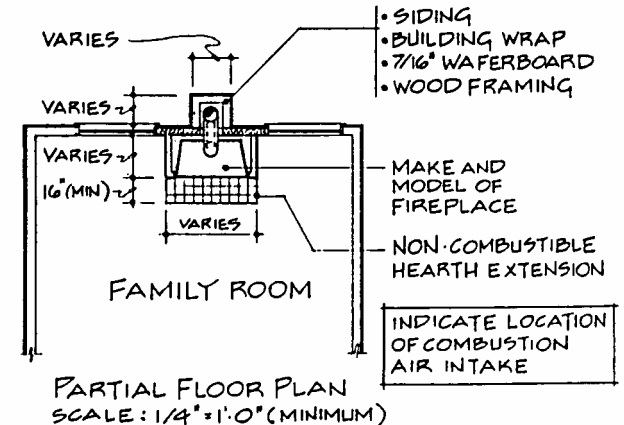 VARIES
• SIDING
• BUILDING WRAP
• 7/16" WAFERBOARD
• WOOD FRAMING
VARIES
VARIES
16"(MIN)
VARIES
MAKE AND
MODEL OF
FIREPLACE
NON-COMBUSTIBLE
HEARTH EXTENSION
FAMILY ROOM
INDICATE LOCATION
OF COMBUSTION
AIR INTAKE
PARTIAL FLOOR PLAN
SCALE: 1/4"=1'-0"(MINIMUM)